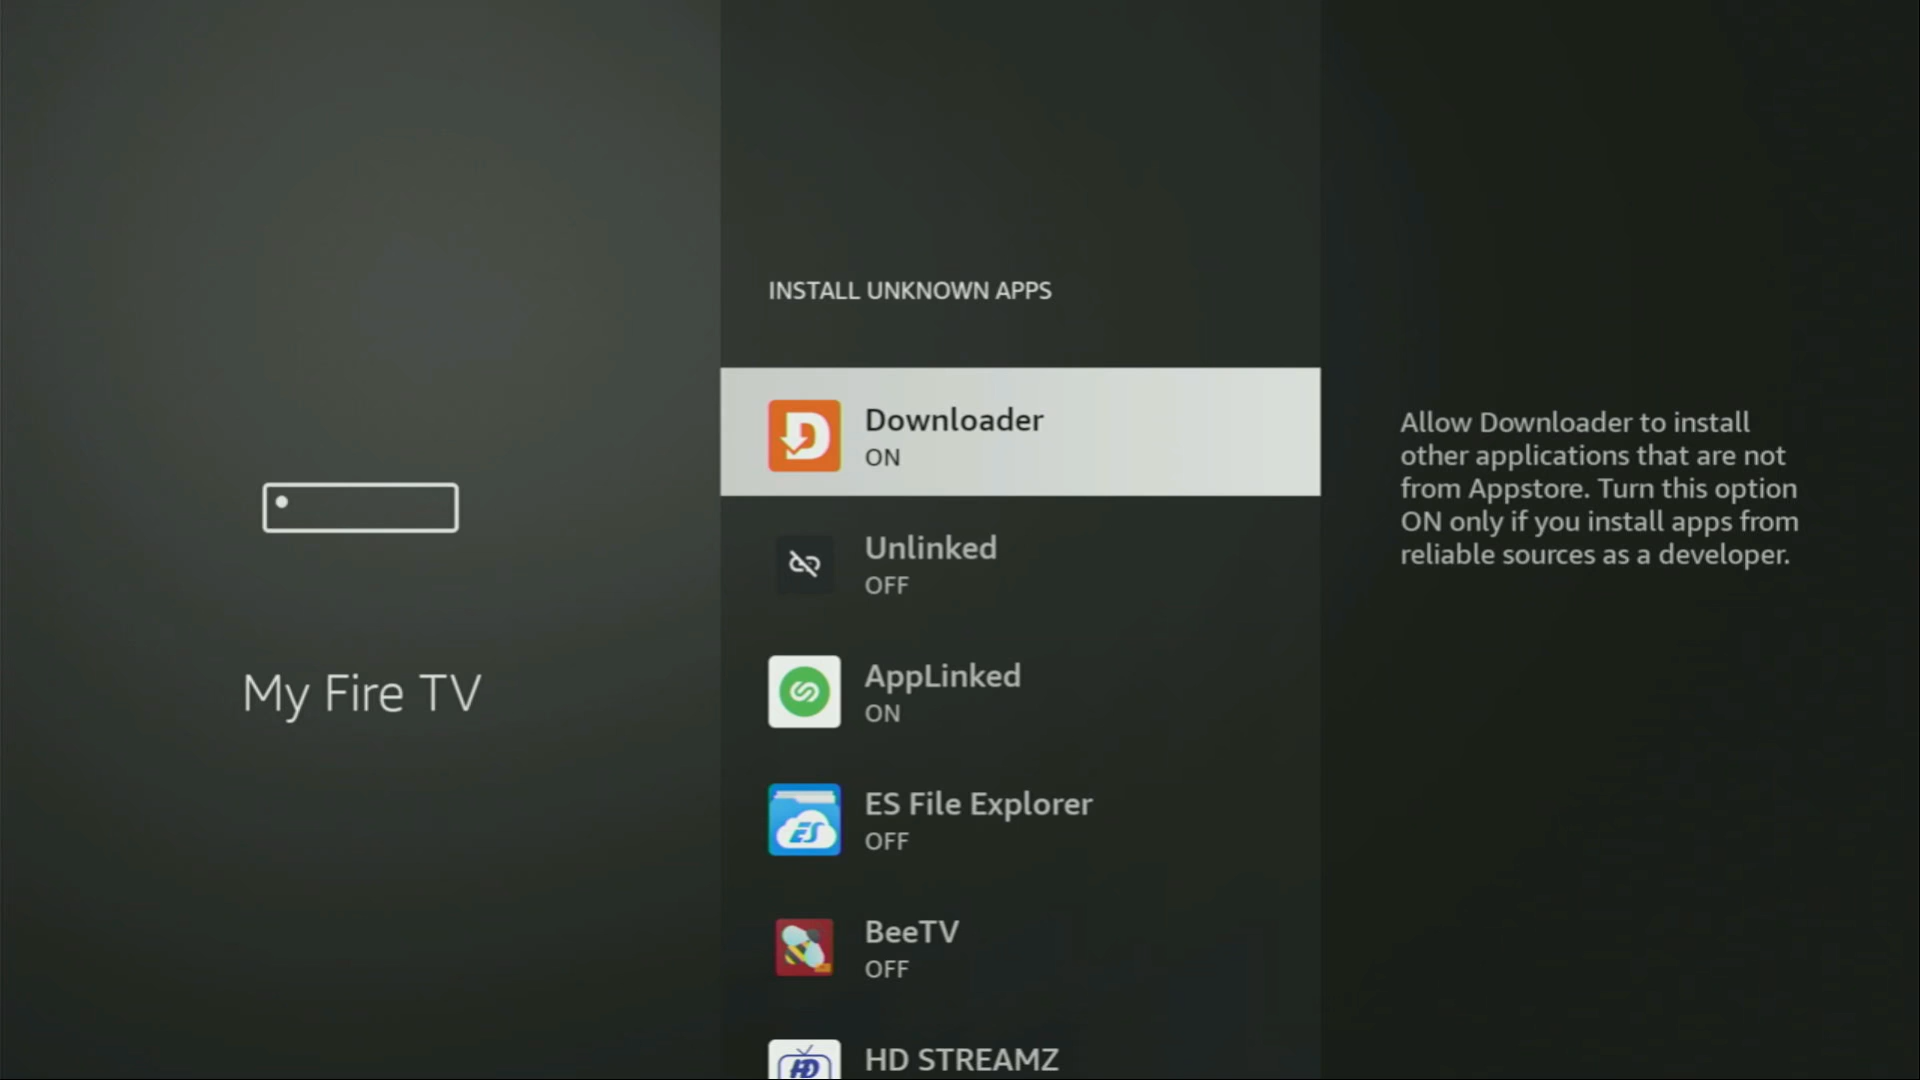 INSTALL UNKNOWN APPS
Downloader
ON
Unlinked
OFF
AppLinked
ON
ES File Explorer
OFF
BeeTV
OFF
HD STREAMZ
My Fire TV
Allow Downloader to install
other applications that are not
from Appstore. Turn this option
ON only if you install apps from
reliable sources as a developer.
ES
HD